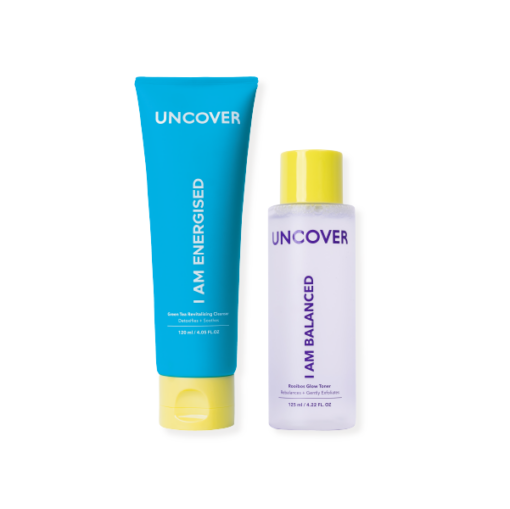 UNCOVER
I AM ENERGISED
Green Tea Revitalising Cleanser
Detoxifies + Soothes
120 ml / 4.06 FL OZ
UNCOVER
I AM BALANCED
Rooibos Glow Toner
Rebalances + Gently Exfoliates
125 ml / 4.22 FL. OZ